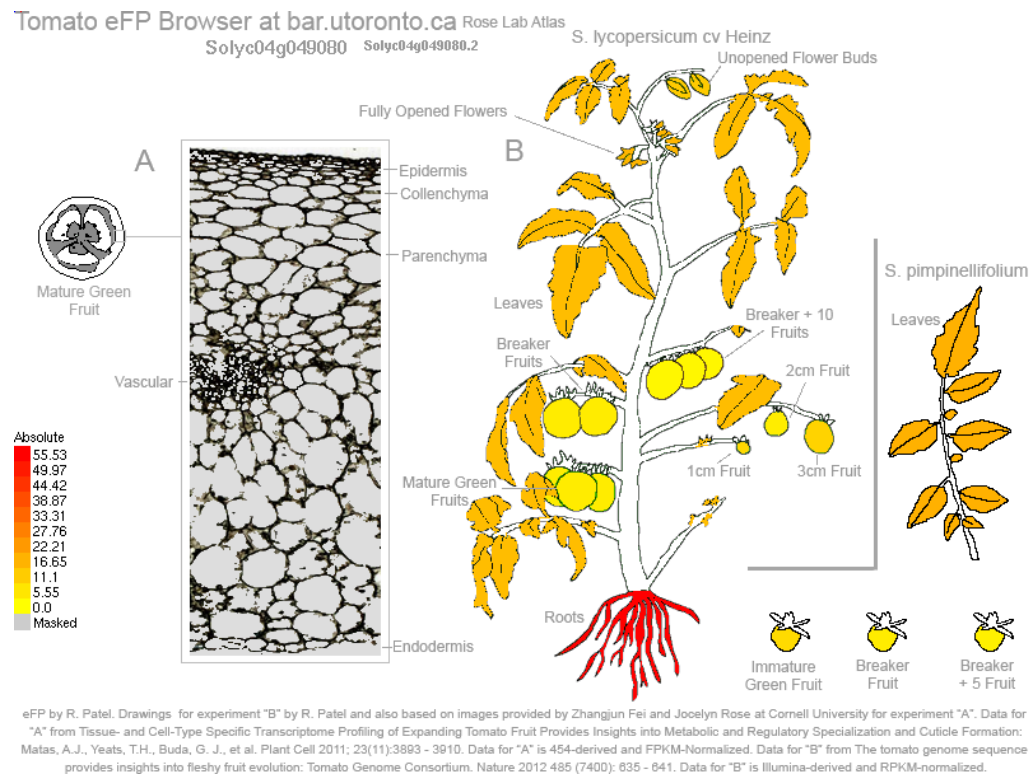 Tomato eFP Browser at bar.utoronto.ca Rose Lab Atlas
Solyc04g049080 Solyc04g049080.2
S. lycopersicum cv Heinz
Unopened Flower Buds
Fully Opened Flowers
A
B
Epidermis
Collenchyma
Parenchyma
Mature Green
Fruit
Vascular
Endodermis
Leaves
Breaker + 10
Fruits
Breaker
Fruits
2cm Fruit
1cm Fruit
3cm Fruit
Mature Green
Fruits
Roots
S. pimpinellifolium
Leaves
Absolute
55.53
49.97
44.42
38.87
33.31
27.76
22.21
16.65
11.1
5.55
0.0
Masked
Immature
Green Fruit
Breaker
Fruit
Breaker
+ 5 Fruit
eFP by R. Patel. Drawings for experiment "B" by R. Patel and also based on images provided by Zhangjun Fei and Jocelyn Rose at Cornell University for experiment "A". Data for
"A" from Tissue- and Cell-Type Specific Transcriptome Profiling of Expanding Tomato Fruit Provides Insights into Metabolic and Regulatory Specialization and Cuticle Formation:
Matas, A.J., Yeats, T.H., Buda, G. J., et al. Plant Cell 2011; 23(11):3893 - 3910. Data for "A" is 454-derived and FPKM-Normalized. Data for "B" from The tomato genome sequence
provides insights into fleshy fruit evolution: Tomato Genome Consortium. Nature 2012 485 (7400): 635 - 641. Data for "B" is Illumina-derived and RPKM-normalized.